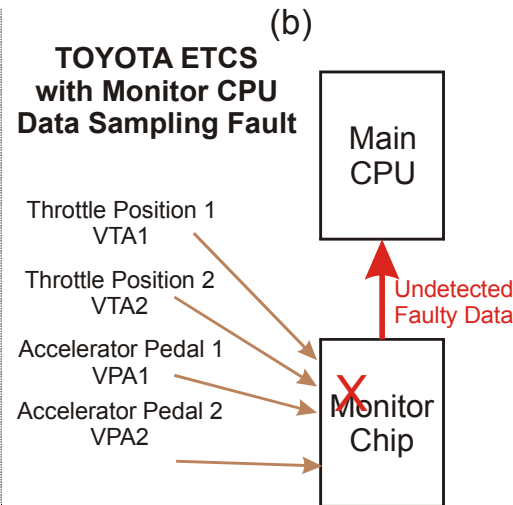 (b)
TOYOTA ETCS
with Monitor CPU
Data Sampling Fault
Main
CPU
Throttle Position 1
VTA1
Throttle Position 2
VTA2
Undetected
Faulty Data
Accelerator Pedal 1
VPA1
Accelerator Pedal 2
VPA2
X
Monitor
Chip